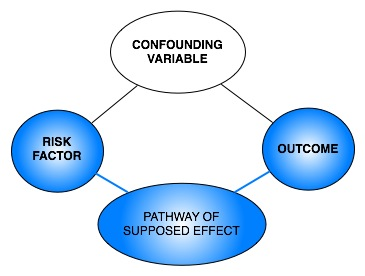 CONFOUNDING
VARIABLE
RISK
FACTOR
OUTCOME
PATHWAY OF
SUPPOSED EFFECT